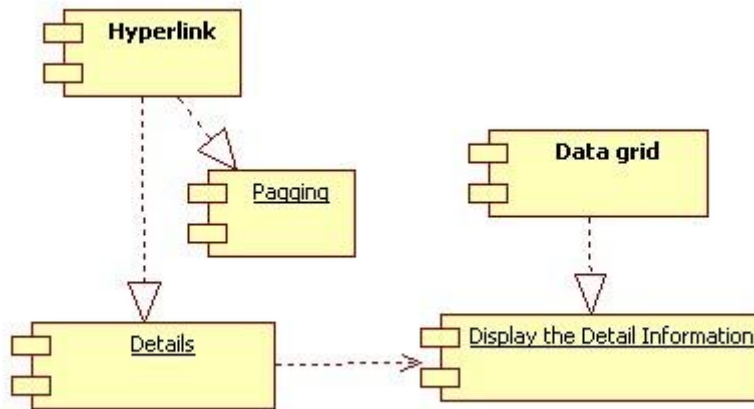 Hyperlink
Data grid
Pagging
Details
Display the Detail Information